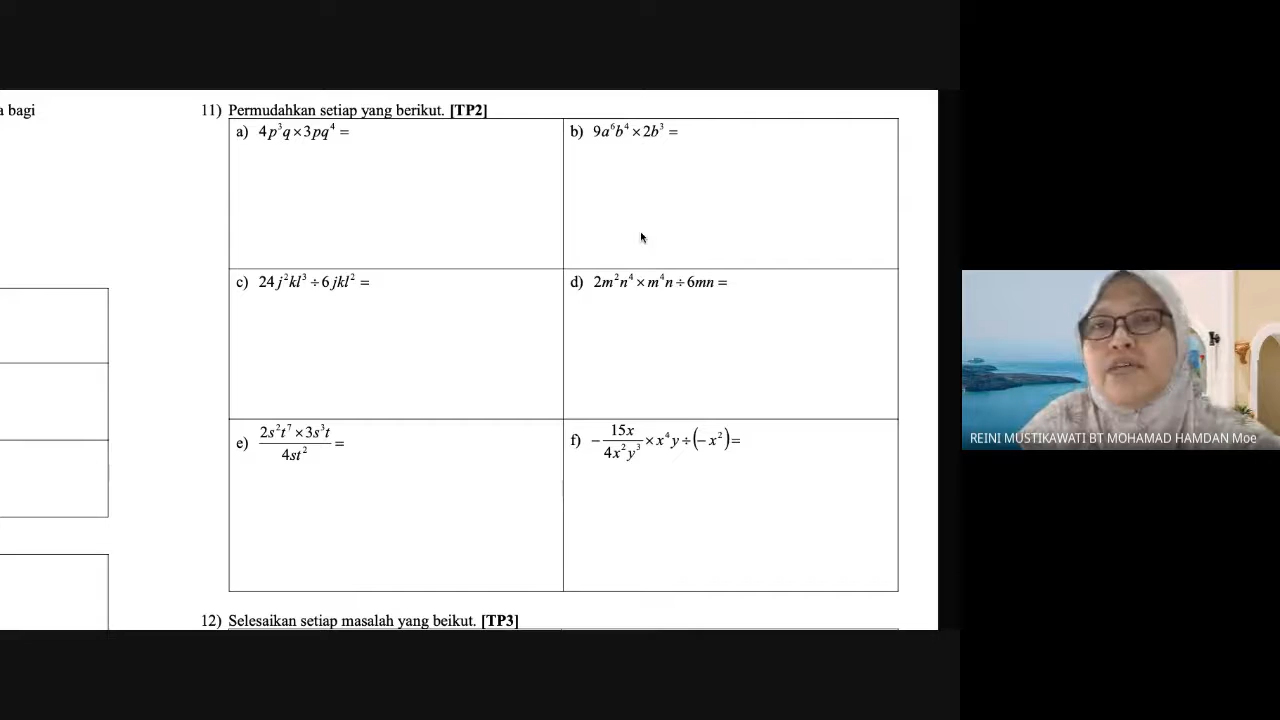 a bagi
11) Permudahkan setiap yang berikut. [TP2]
a) 4p³q × 3pq⁴ =
b) 9a⁶b⁴ × 2b³ =
c) 24j²kl³ ÷ 6jkl² =
d) 2m²n⁴ × m⁴n ÷ 6mn =
e) (2s²t⁷ × 3s³t)/(4st²) =
f) −(15x)/(4x²y³) × x⁴y ÷ (−x²) =
12) Selesaikan setiap masalah yang beikut. [TP3]
REINI MUSTIKAWATI BT MOHAMAD HAMDAN Moe